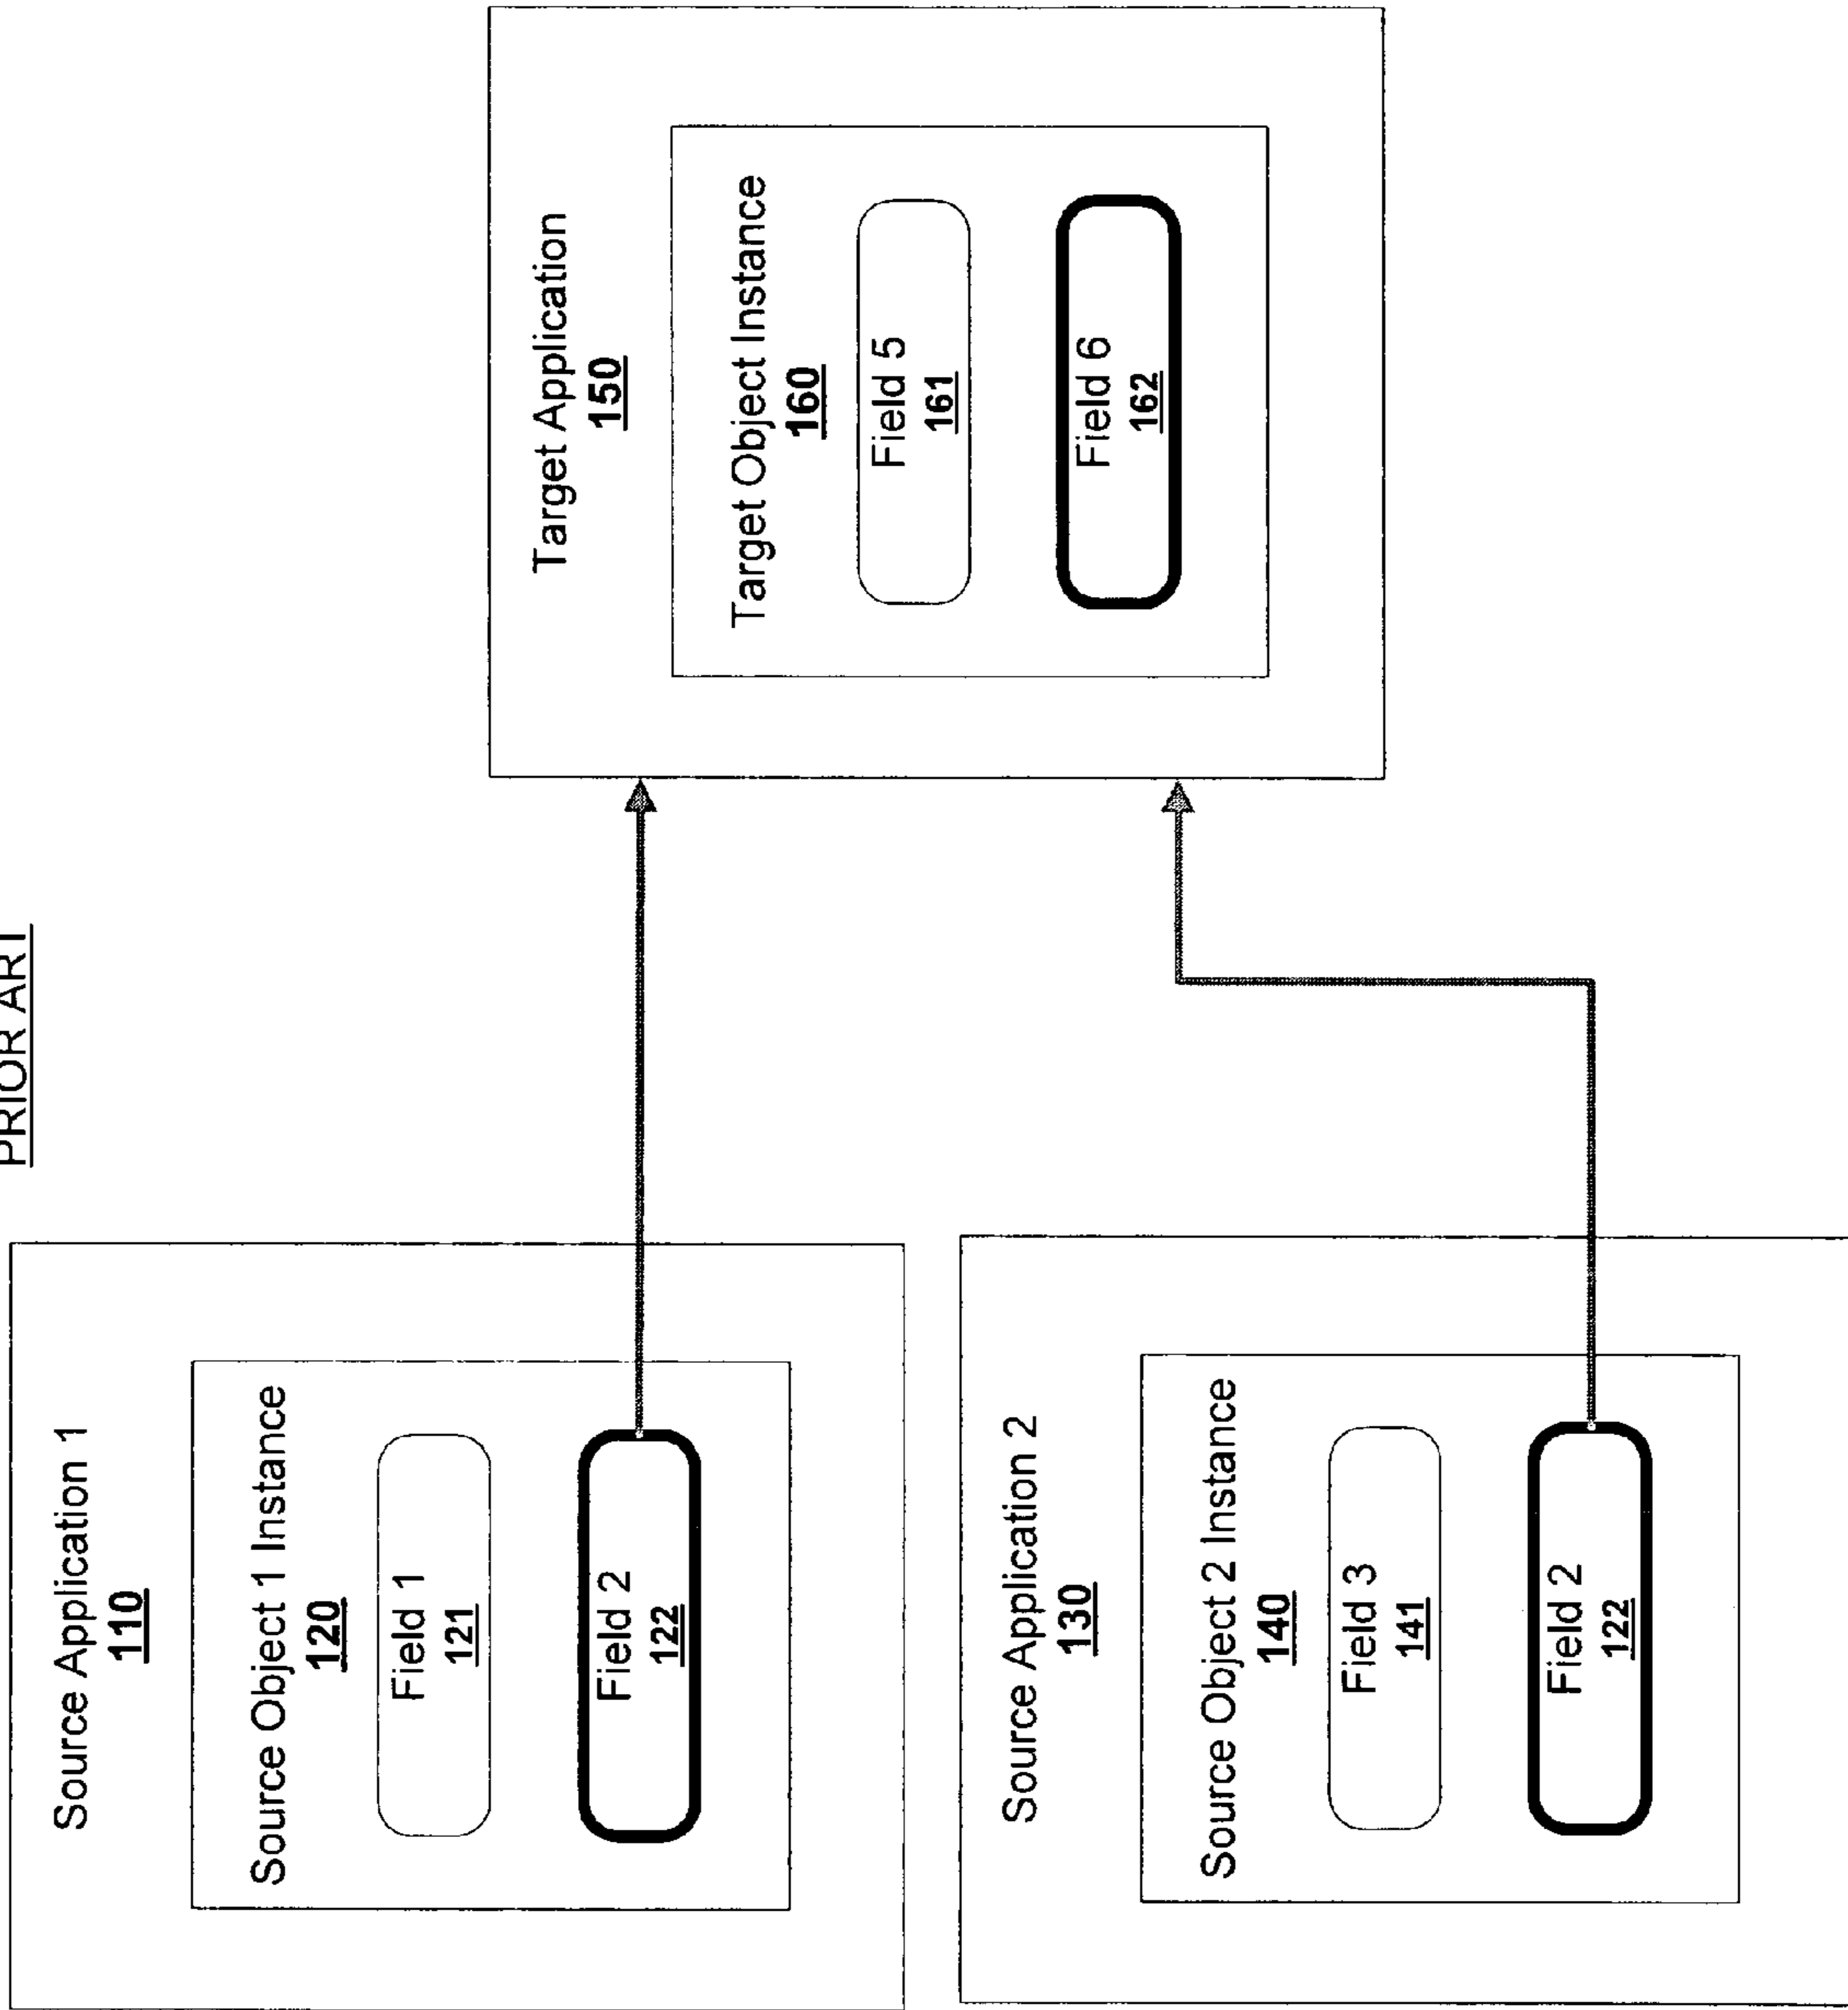 PRIOR ART
Source Application 1
110
Source Object 1 Instance
120
Field 1
121
Field 2
122
Source Application 2
130
Source Object 2 Instance
140
Field 3
141
Field 2
122
Target Application
150
Target Object Instance
160
Field 5
161
Field 6
162